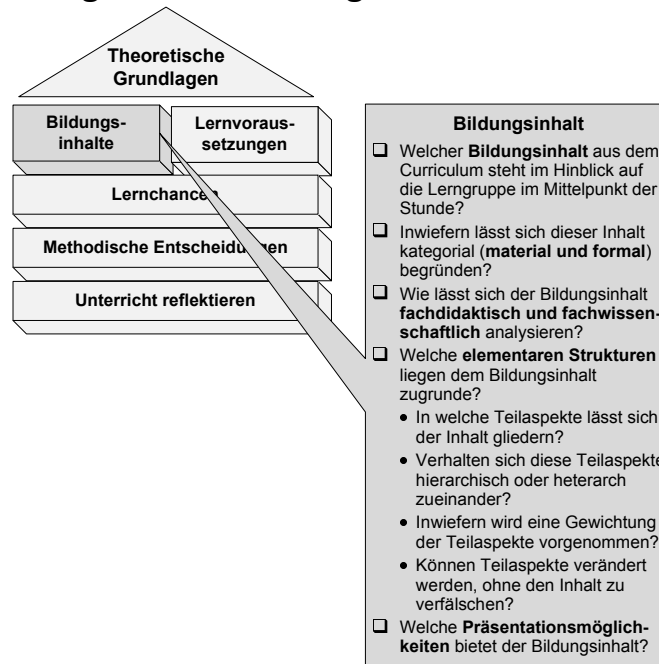 Theoretische
Grundlagen
Bildungs-
inhalte
Lernvoraus-
setzungen
Lernchancen
Methodische Entscheidungen
Unterricht reflektieren
Bildungsinhalt
❑ Welcher Bildungsinhalt aus dem
Curriculum steht im Hinblick auf
die Lerngruppe im Mittelpunkt der
Stunde?
❑ Inwiefern lässt sich dieser Inhalt
kategorial (material und formal)
begründen?
❑ Wie lässt sich der Bildungsinhalt
fachdidaktisch und fachwissen-
schaftlich analysieren?
❑ Welche elementaren Strukturen
liegen dem Bildungsinhalt
zugrunde?
• In welche Teilaspekte lässt sich
der Inhalt gliedern?
• Verhalten sich diese Teilaspekte
hierarchisch oder heterarch
zueinander?
• Inwiefern wird eine Gewichtung
der Teilaspekte vorgenommen?
• Können Teilaspekte verändert
werden, ohne den Inhalt zu
verfälschen?
❑ Welche Präsentationsmöglich-
keiten bietet der Bildungsinhalt?